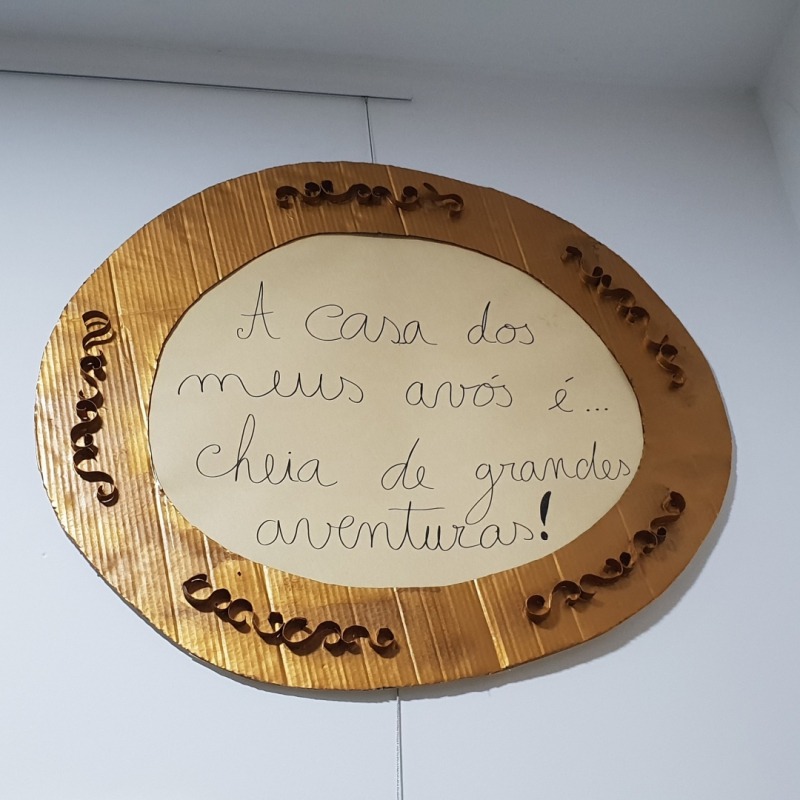 A casa dos
meus avós é...
cheia de grandes
aventuras!